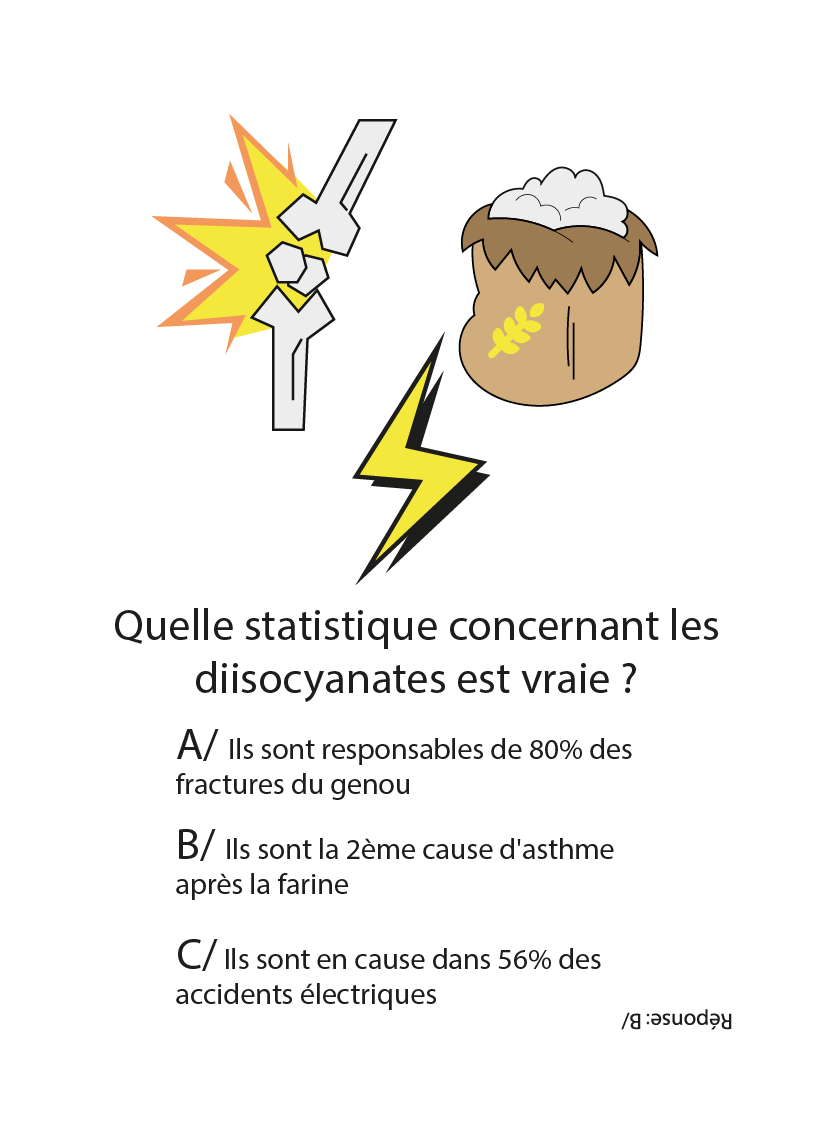 Quelle statistique concernant les
diisocyanates est vraie ?
A/ Ils sont responsables de 80% des
fractures du genou
B/ Ils sont la 2ème cause d'asthme
après la farine
C/ Ils sont en cause dans 56% des
accidents électriques
Réponse: B/